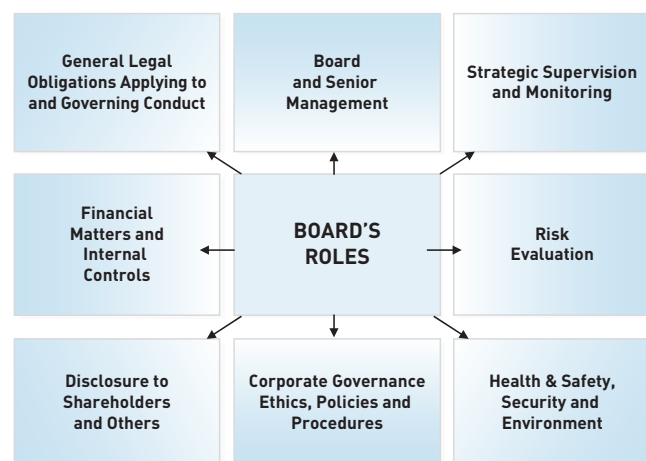 General Legal
Obligations Applying to
and Governing Conduct
Board
and Senior
Management
Strategic Supervision
and Monitoring
Financial
Matters and
Internal
Controls
BOARD'S
ROLES
Risk
Evaluation
Disclosure to
Shareholders
and Others
Corporate Governance
Ethics, Policies and
Procedures
Health & Safety,
Security and
Environment